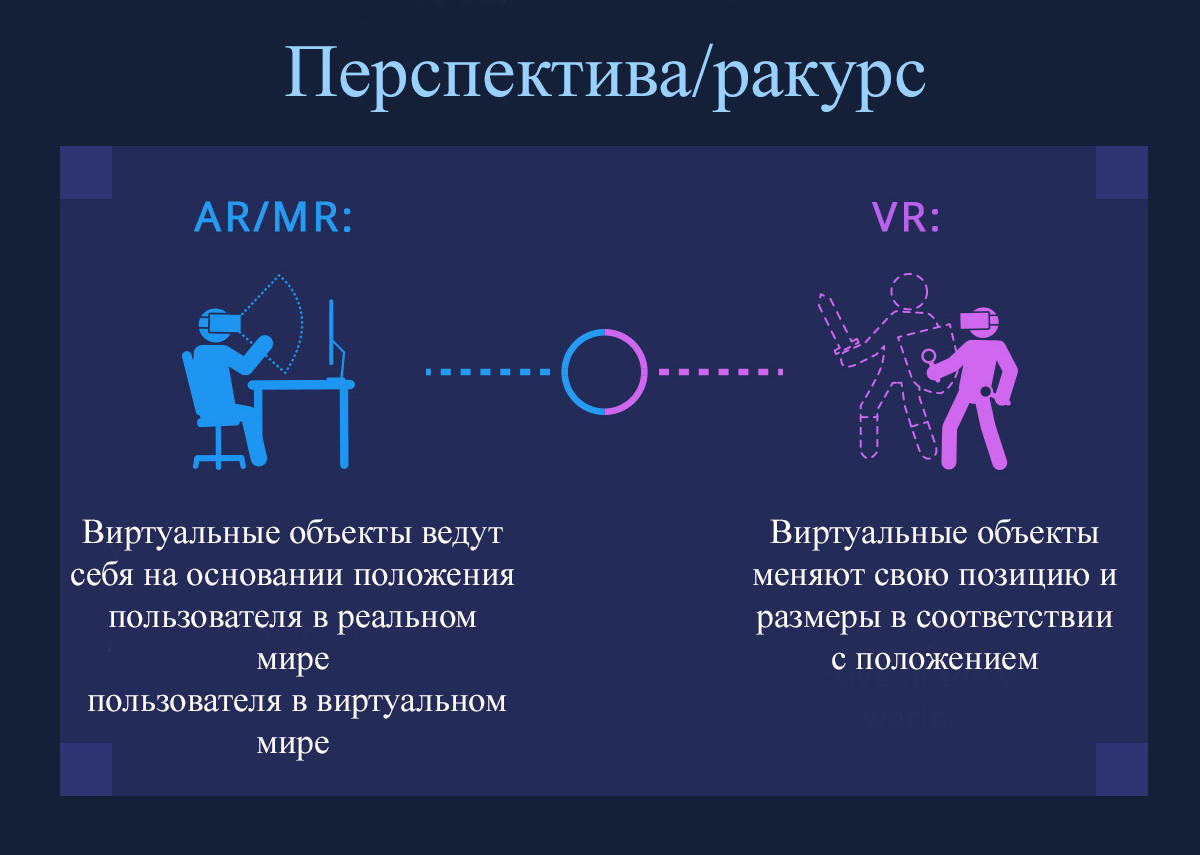 Перспектива/ракурс
AR/MR:
Виртуальные объекты ведут
себя на основании положения
пользователя в реальном
мире
пользователя в виртуальном
мире
VR:
Виртуальные объекты
меняют свою позицию и
размеры в соответствии
с положением